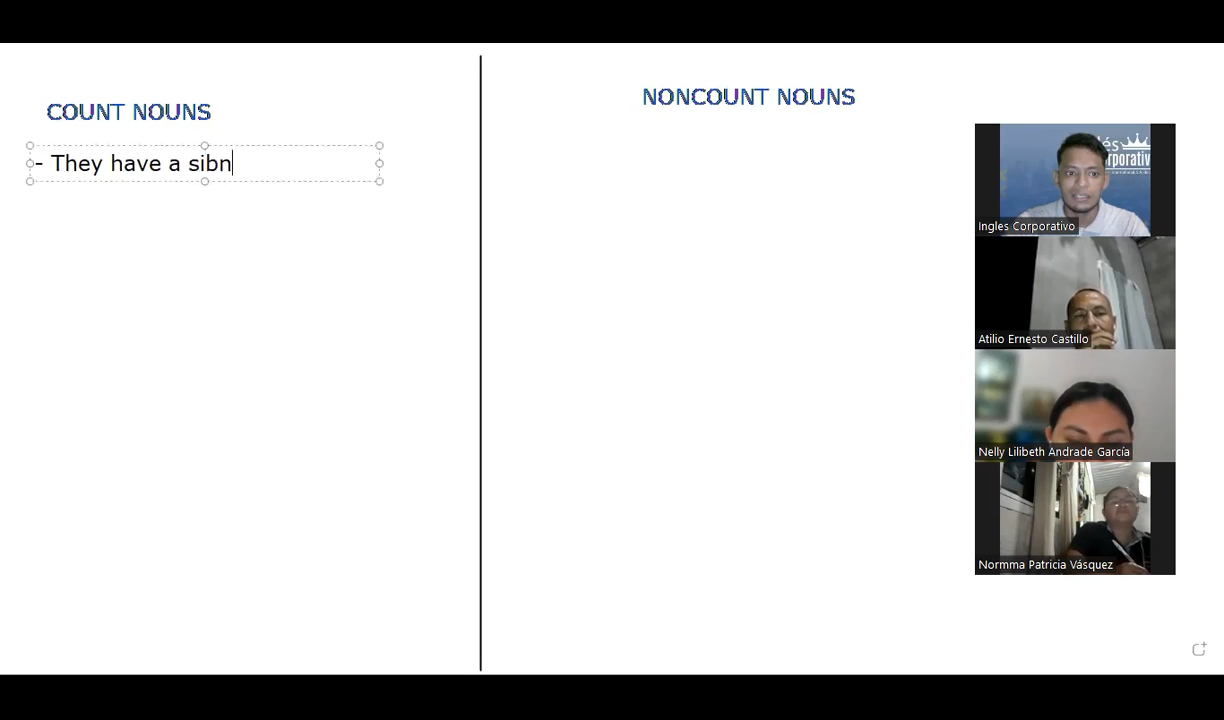 COUNT NOUNS
NONCOUNT NOUNS
- They have a sibn
Ingles Corporativo
Atilio Ernesto Castillo
Nelly Lilibeth Andrade García
Normma Patricia Vásquez